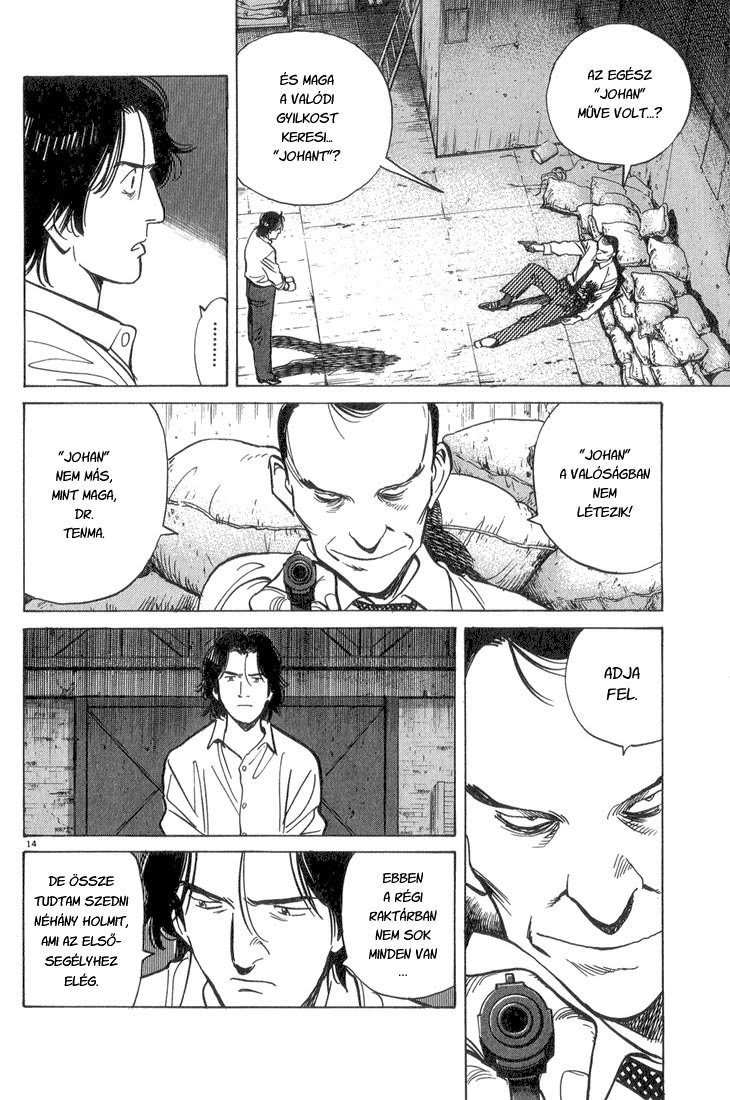 AZ EGÉSZ
"JOHAN"
MŰVE VOLT...?
ÉS MAGA
A VALÓDI
GYILKOST
KERESI...
"JOHANT"?
........
"JOHAN"
A VALÓSÁGBAN
NEM
LÉTEZIK!
"JOHAN"
NEM MÁS,
MINT MAGA,
DR.
TENMA.
ADJA
FEL.
EBBEN
A RÉGI
RAKTÁRBAN
NEM SOK
MINDEN VAN
...
DE ÖSSZE
TUDTAM SZEDNI
NÉHÁNY HOLMIT,
AMI AZ ELSŐ-
SEGÉLYHEZ
ELÉG.
14